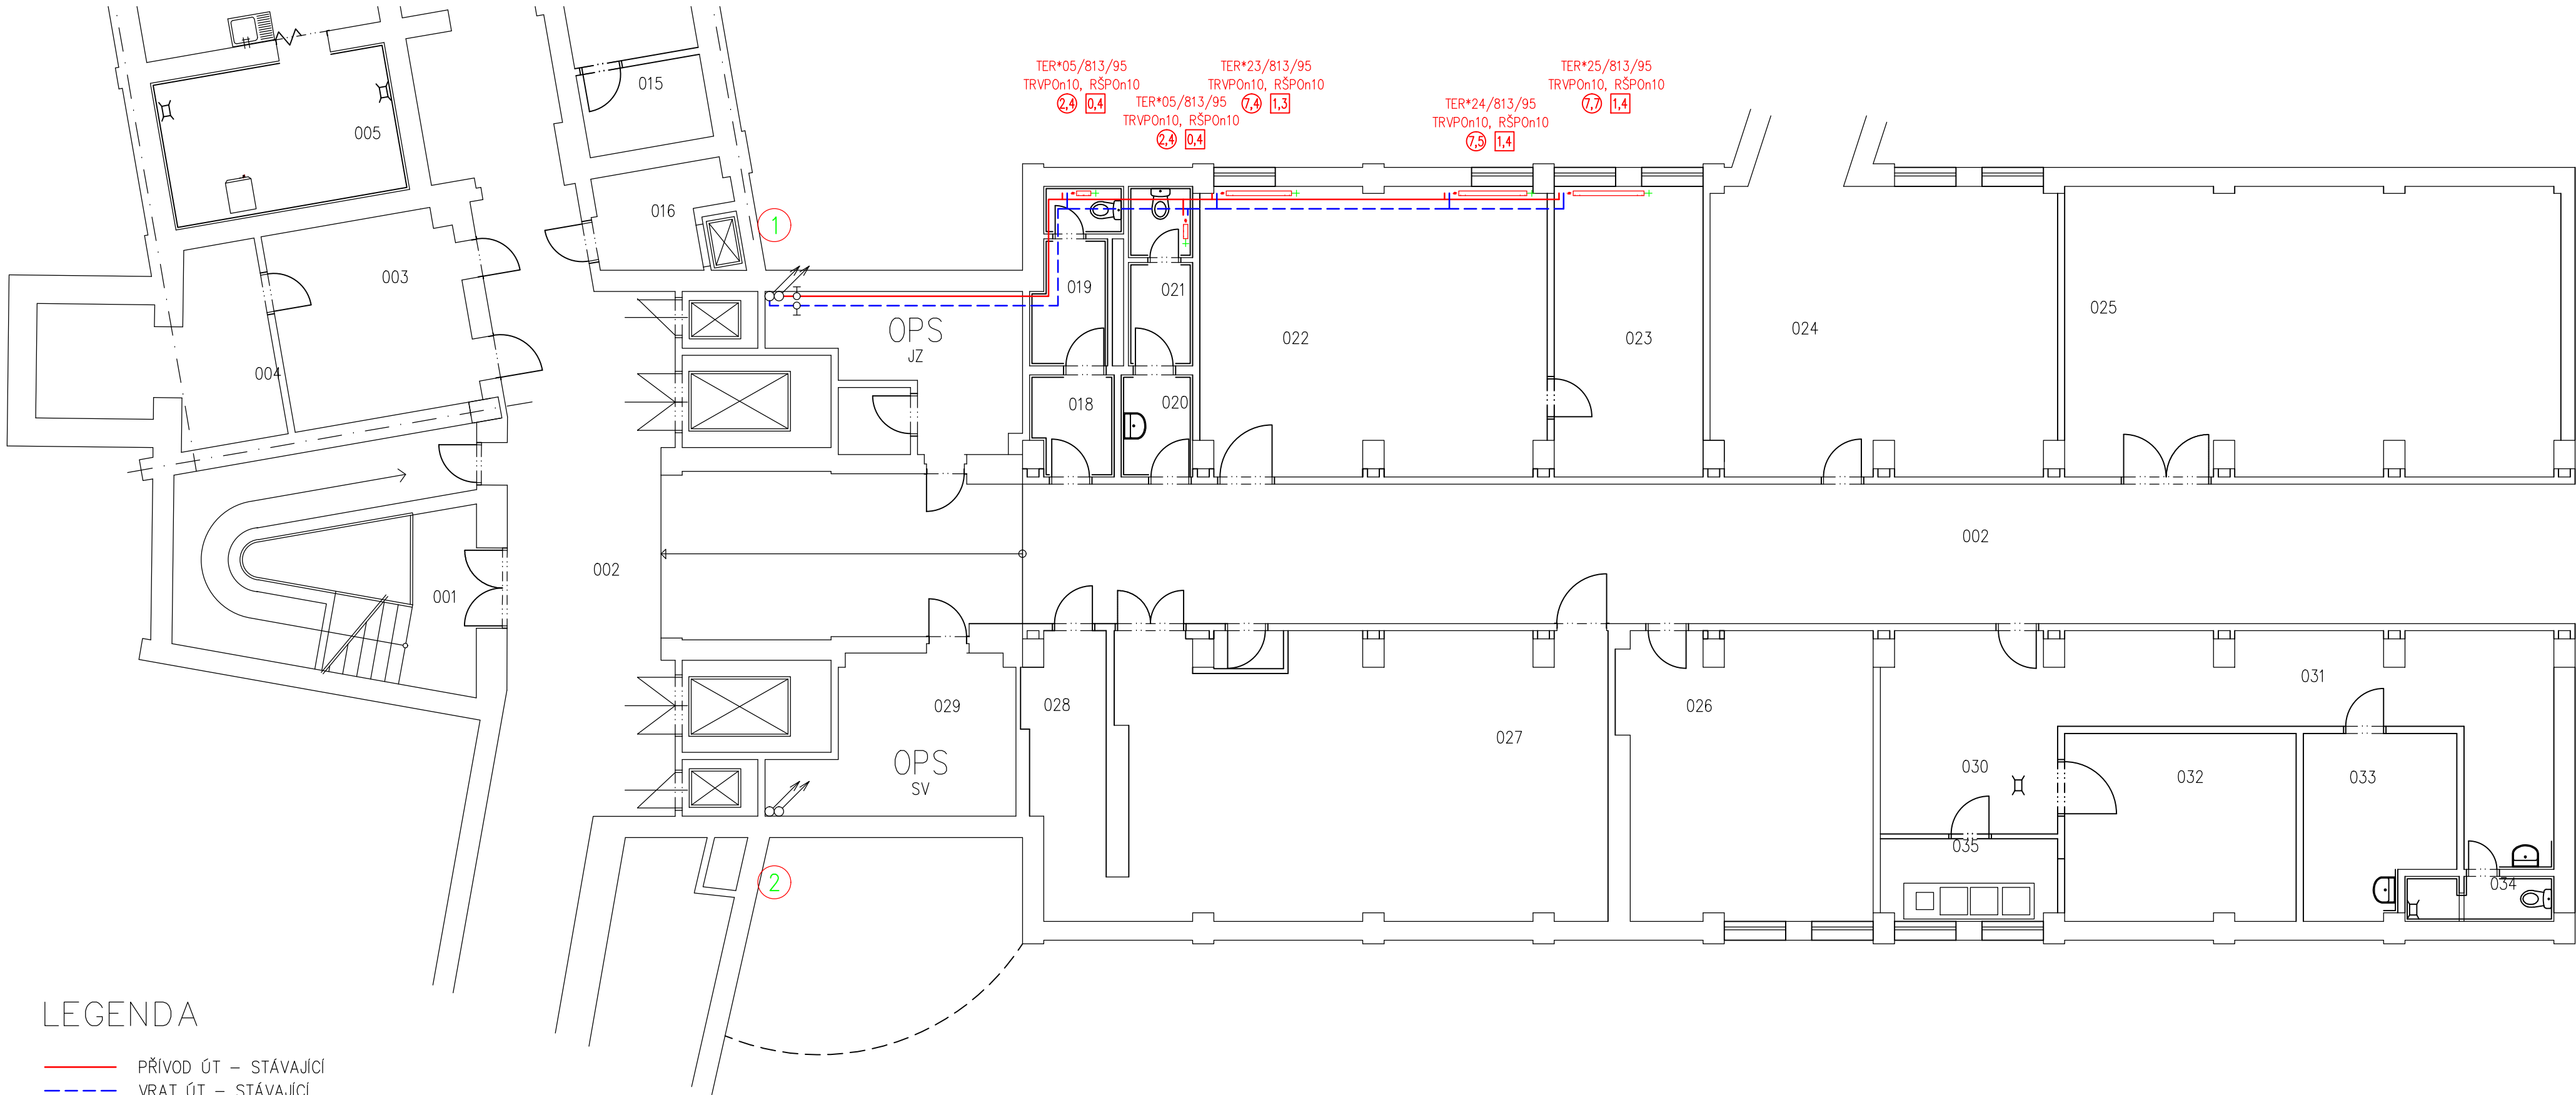 TER*05/813/95
TRVPOn10, RŠPOn10
2,4 0,4
TER*05/813/95
TRVPOn10, RŠPOn10
2,4 0,4
TER*23/813/95
TRVPOn10, RŠPOn10
7,4 1,3
TER*24/813/95
TRVPOn10, RŠPOn10
7,5 1,4
TER*25/813/95
TRVPOn10, RŠPOn10
7,7 1,4
005
015
016
1
003
004
019
021
OPS
JZ
022
023
024
025
018
020
002
002
001
029
028
027
026
031
030
032
033
OPS
SV
035
034
2
LEGENDA
PŘÍVOD ÚT – STÁVAJÍCÍ
VRAT ÚT – STÁVAJÍCÍ